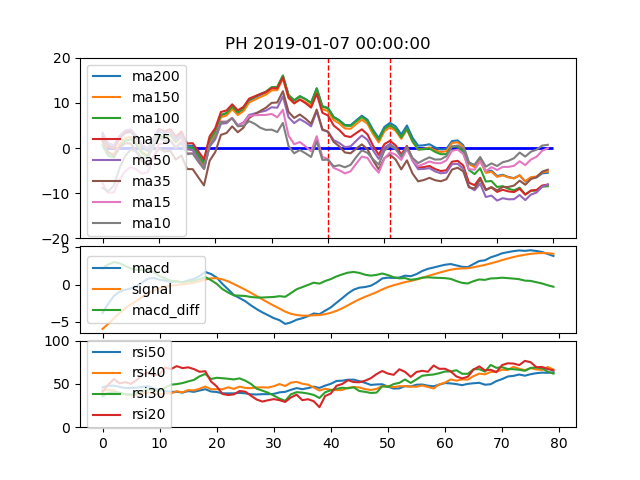 PH 2019-01-07 00:00:00
20
10
0
−10
−20
ma200
ma150
ma100
ma75
ma50
ma35
ma15
ma10
5
0
−5
macd
signal
macd_diff
100
50
0
rsi50
rsi40
rsi30
rsi20
0 10 20 30 40 50 60 70 80